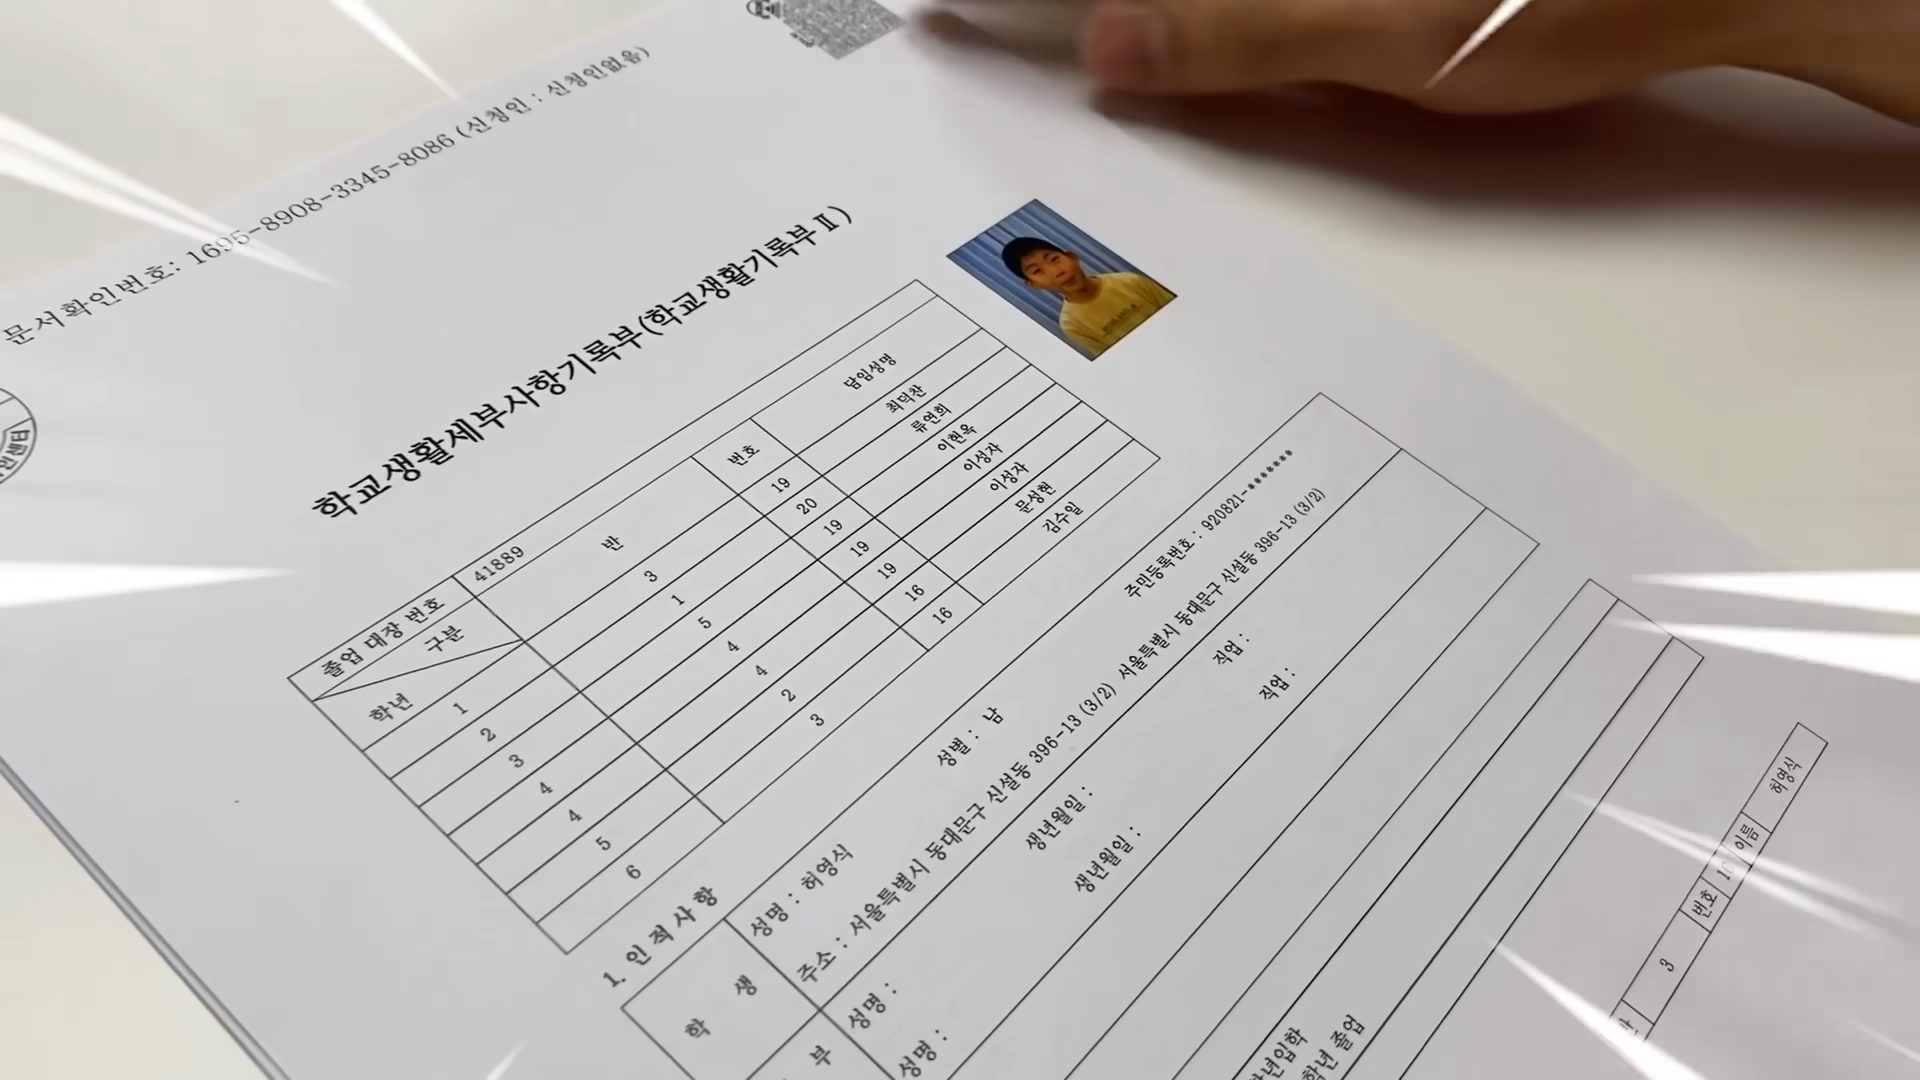 문서확인번호: 1695-8908-3345-8086 (신청인 : 신청인없음)
학교생활세부사항기록부(학교생활기록부Ⅱ)
졸업 대장 번호 41889
구분 학년 반 번호 담임성명
1 3 19 최덕찬
2 1 20 류연희
3 5 19 이현옥
4 4 19 이성자
4 4 19 이성자
5 2 16 문성현
6 3 16 김수일
1. 인 적 사 항
학 생
성명 : 허영식 성별 : 남 주민등록번호 : 920821-*******
주소 : 서울특별시 동대문구 신설동 396-13 (3/2) 서울특별시 동대문구 신설동 396-13 (3/2)
부
성명 : 생년월일 : 직업 :
성명 : 생년월일 : 직업 :
학년 졸업
3 번호 16 이름 허영식